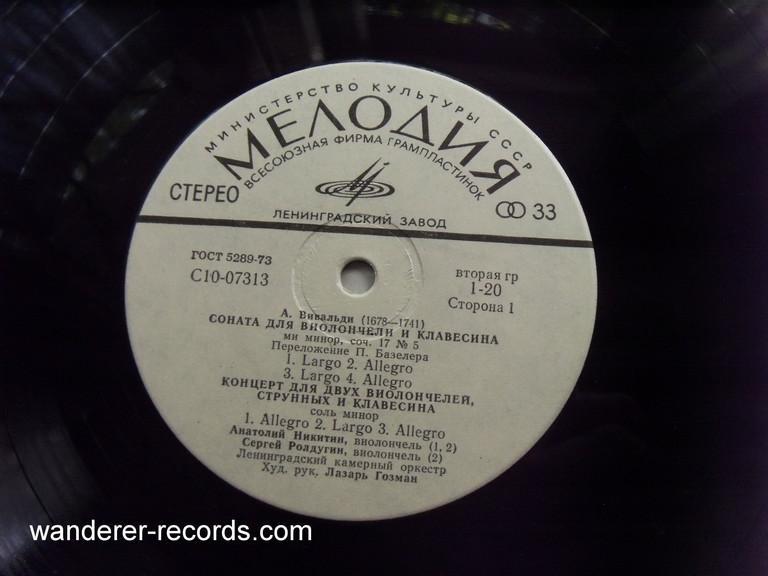 МИНИСТЕРСТВО КУЛЬТУРЫ СССР
МЕЛОДИЯ
ВСЕСОЮЗНАЯ ФИРМА ГРАМПЛАСТИНОК
СТЕРЕО
33
ЛЕНИНГРАДСКИЙ ЗАВОД
ГОСТ 5289-73
С10-07313
вторая гр
1-20
Сторона 1
А. Вивальди (1678—1741)
СОНАТА ДЛЯ ВИОЛОНЧЕЛИ И КЛАВЕСИНА
ми минор, соч. 17 № 5
Переложение П. Базелера
1. Largo 2. Allegro
3. Largo 4. Allegro
КОНЦЕРТ ДЛЯ ДВУХ ВИОЛОНЧЕЛЕЙ,
СТРУННЫХ И КЛАВЕСИНА
соль минор
1. Allegro 2. Largo 3. Allegro
Анатолий Никитин, виолончель (1, 2)
Сергей Ролдугин, виолончель (2)
Ленинградский камерный оркестр
Худ. рук. Лазарь Гозман
wanderer-records.com